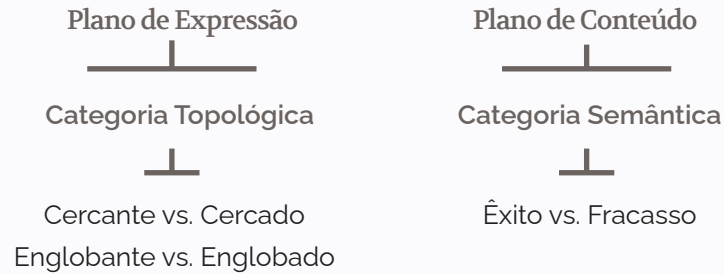 Plano de Expressão
Plano de Conteúdo
Categoria Topológica
Categoria Semântica
Cercante vs. Cercado
Êxito vs. Fracasso
Englobante vs. Englobado